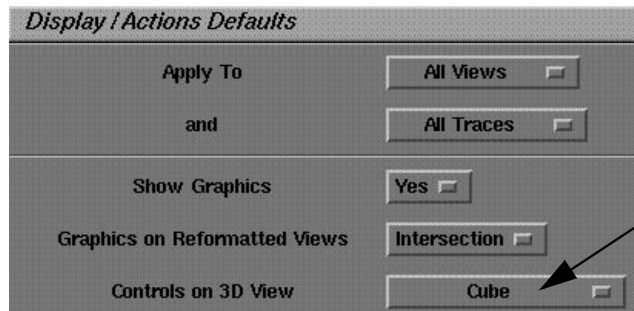 Display / Actions Defaults
Apply To All Views
and All Traces
Show Graphics Yes
Graphics on Reformatted Views Intersection
Controls on 3D View Cube